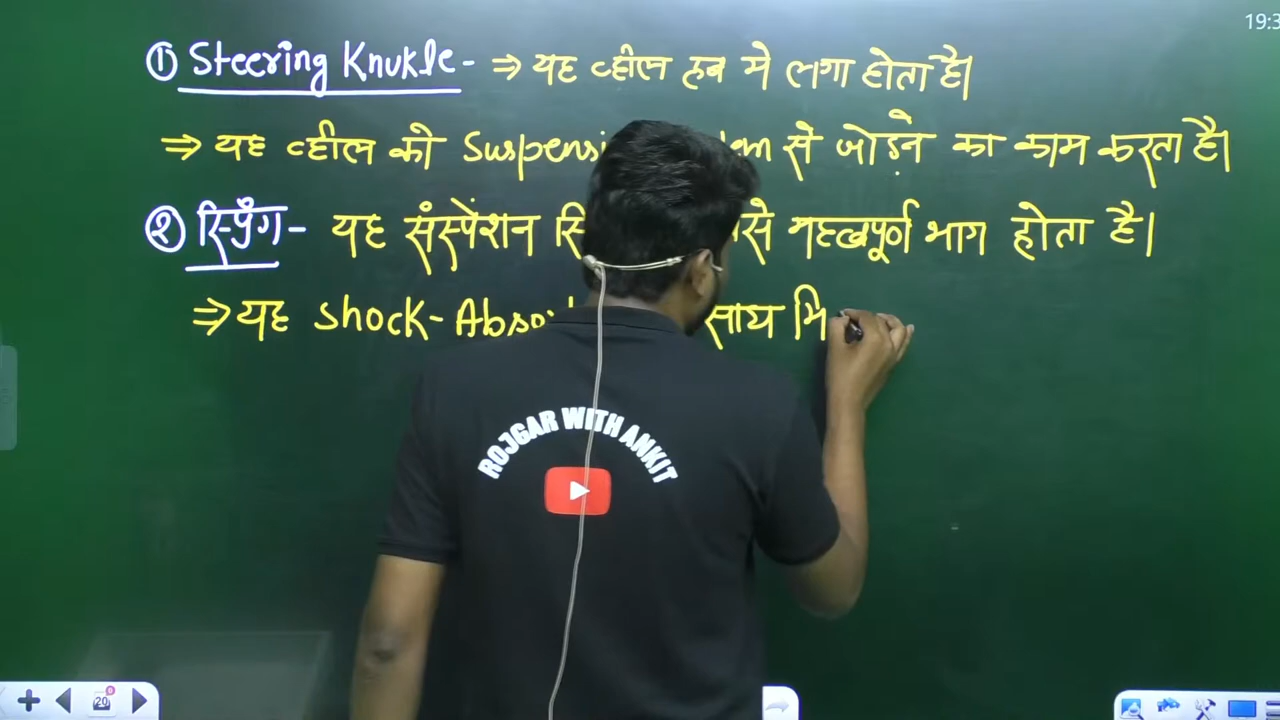 19:3
① Steering Knukle- ⇒ यह व्हील हब मे लगा होता है।
⇒ यह व्हील को Suspensi से जोड़ने का काम करता है।
② स्प्रिंग- यह संस्पेंशन सि से महत्वपूर्ण भाग होता है।
⇒ यह Shock-Abso साथ मि
ROJGAR WITH ANKIT
20